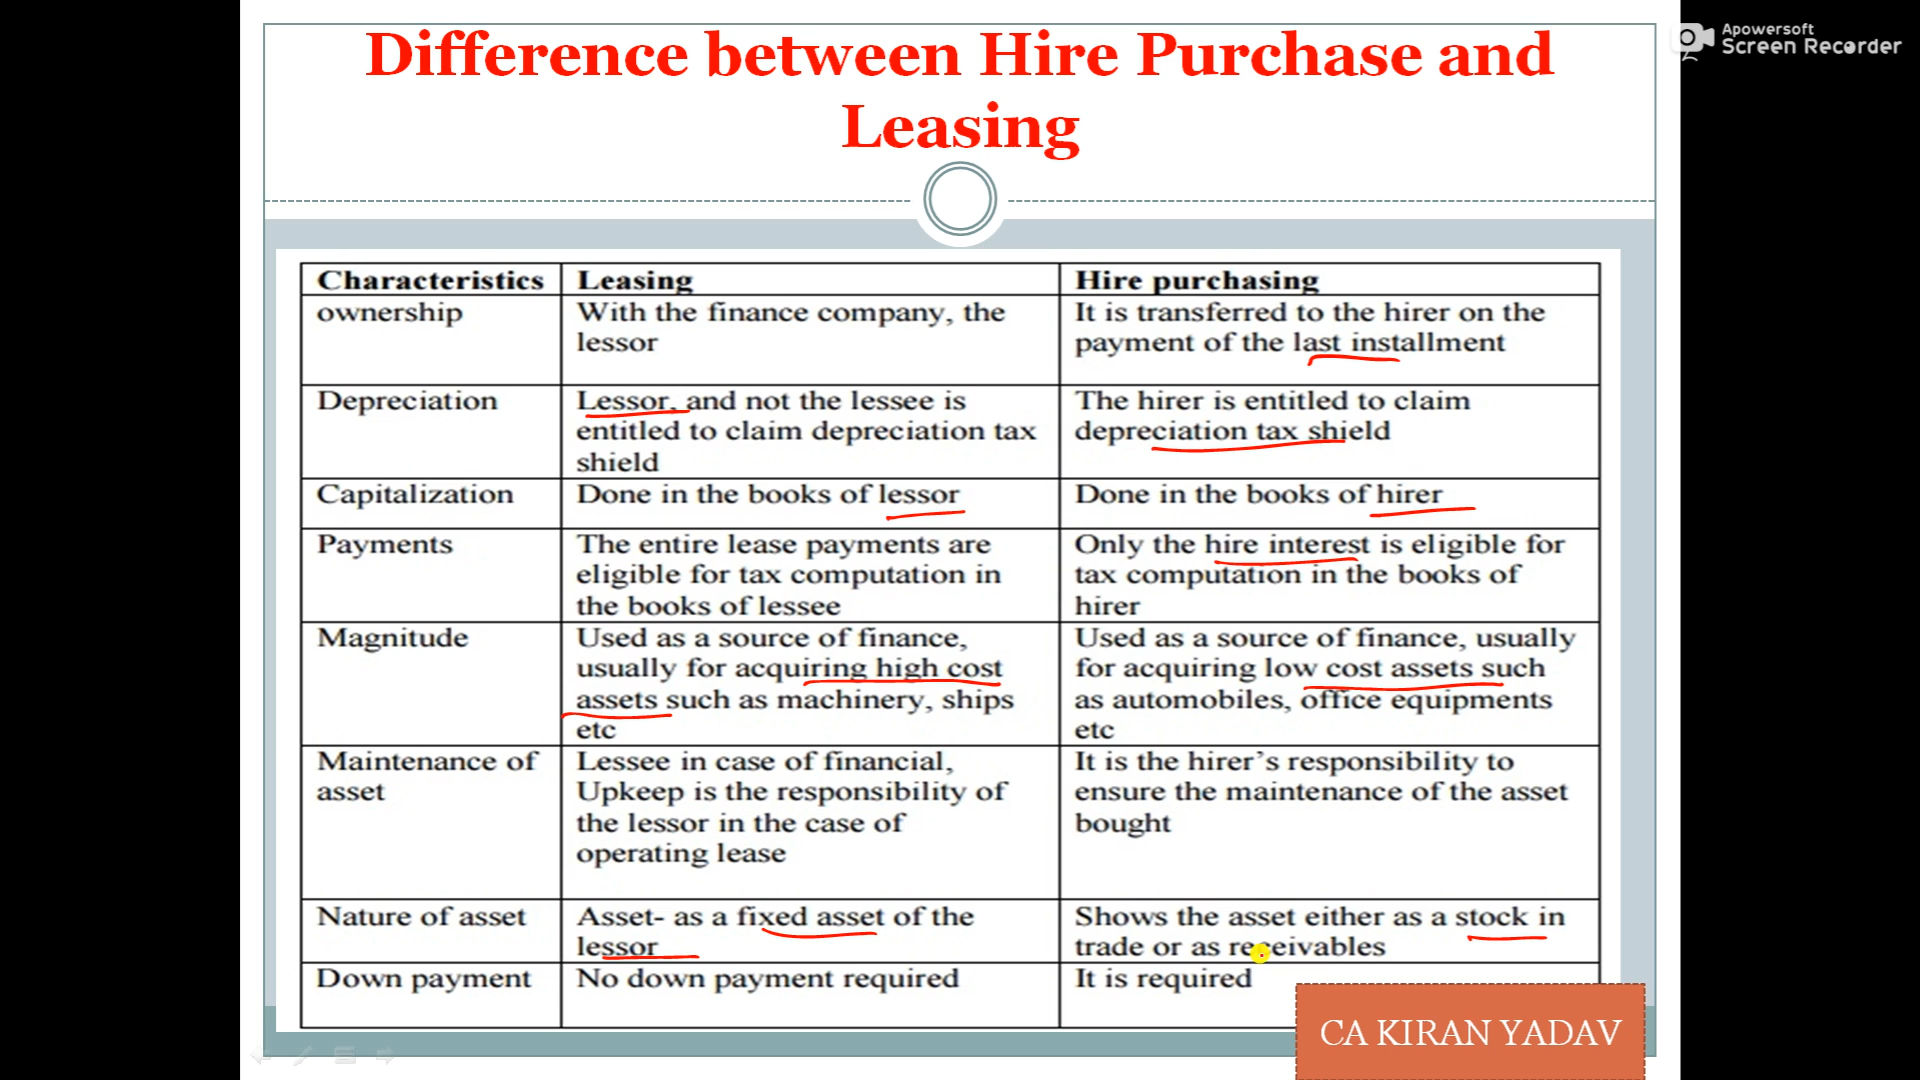 Apowersoft
Screen Recorder
Difference between Hire Purchase and
Leasing
Characteristics
Leasing
Hire purchasing
ownership
With the finance company, the
lessor
It is transferred to the hirer on the
payment of the last installment
Depreciation
Lessor, and not the lessee is
entitled to claim depreciation tax
shield
The hirer is entitled to claim
depreciation tax shield
Capitalization
Done in the books of lessor
Done in the books of hirer
Payments
The entire lease payments are
eligible for tax computation in
the books of lessee
Only the hire interest is eligible for
tax computation in the books of
hirer
Magnitude
Used as a source of finance,
usually for acquiring high cost
assets such as machinery, ships
etc
Used as a source of finance, usually
for acquiring low cost assets such
as automobiles, office equipments
etc
Maintenance of
asset
Lessee in case of financial,
Upkeep is the responsibility of
the lessor in the case of
operating lease
It is the hirer’s responsibility to
ensure the maintenance of the asset
bought
Nature of asset
Asset- as a fixed asset of the
lessor
Shows the asset either as a stock in
trade or as receivables
Down payment
No down payment required
It is required
CA KIRAN YADAV